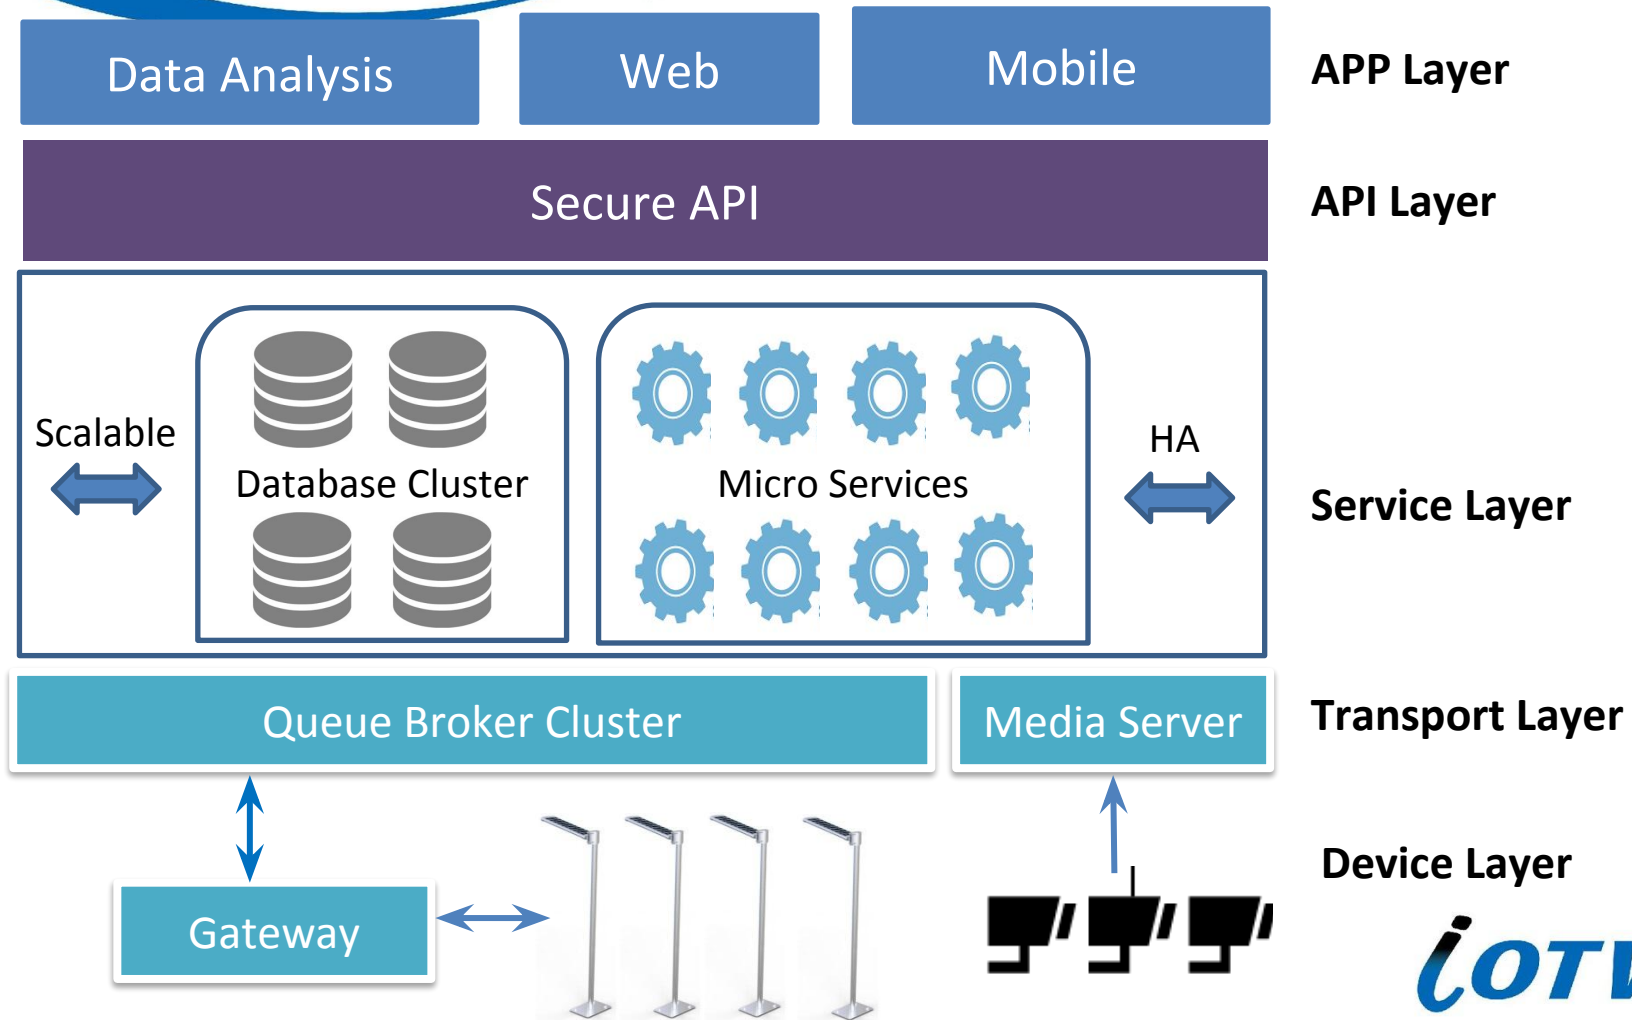 Data Analysis
Web
Mobile
APP Layer
Secure API
API Layer
Scalable
Database Cluster
Micro Services
HA
Service Layer
Queue Broker Cluster
Media Server
Transport Layer
Gateway
Device Layer